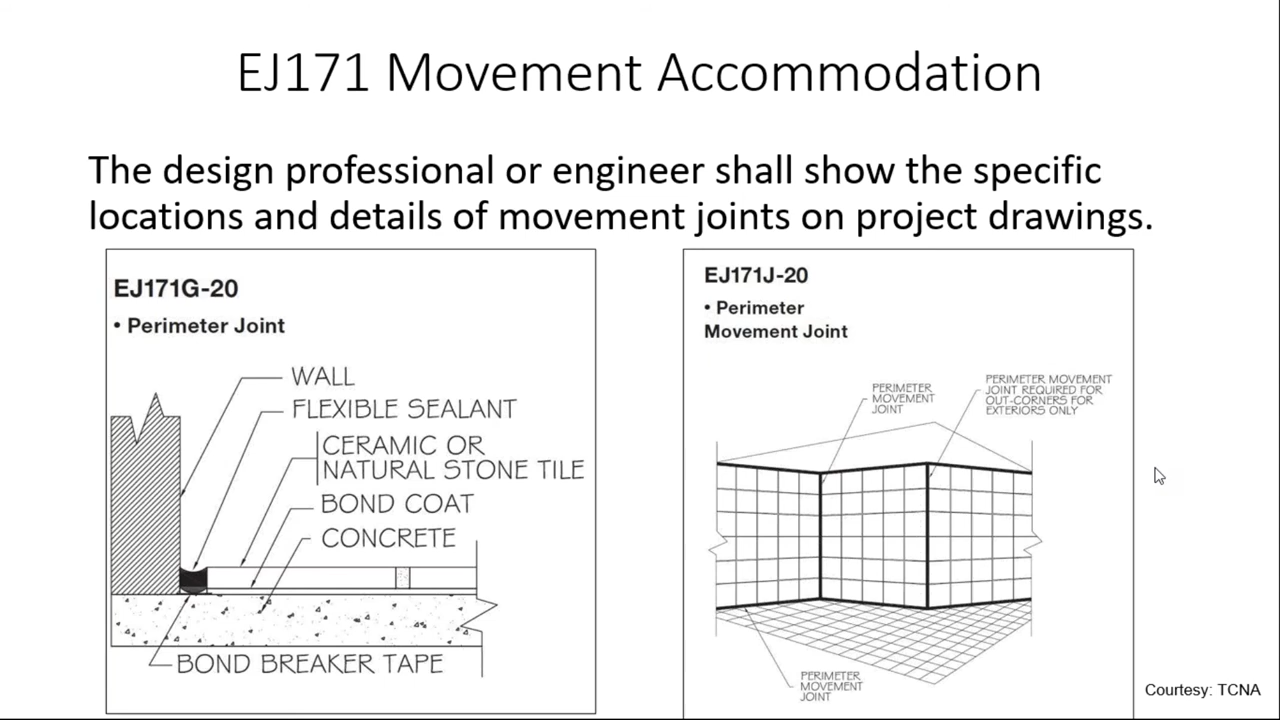 EJ171 Movement Accommodation
The design professional or engineer shall show the specific
locations and details of movement joints on project drawings.
EJ171G-20
• Perimeter Joint
WALL
FLEXIBLE SEALANT
CERAMIC OR
NATURAL STONE TILE
BOND COAT
CONCRETE
BOND BREAKER TAPE
EJ171J-20
• Perimeter
Movement Joint
PERIMETER
MOVEMENT
JOINT
PERIMETER MOVEMENT
JOINT REQUIRED FOR
OUT-CORNERS FOR
EXTERIORS ONLY
PERIMETER
MOVEMENT
JOINT
Courtesy: TCNA